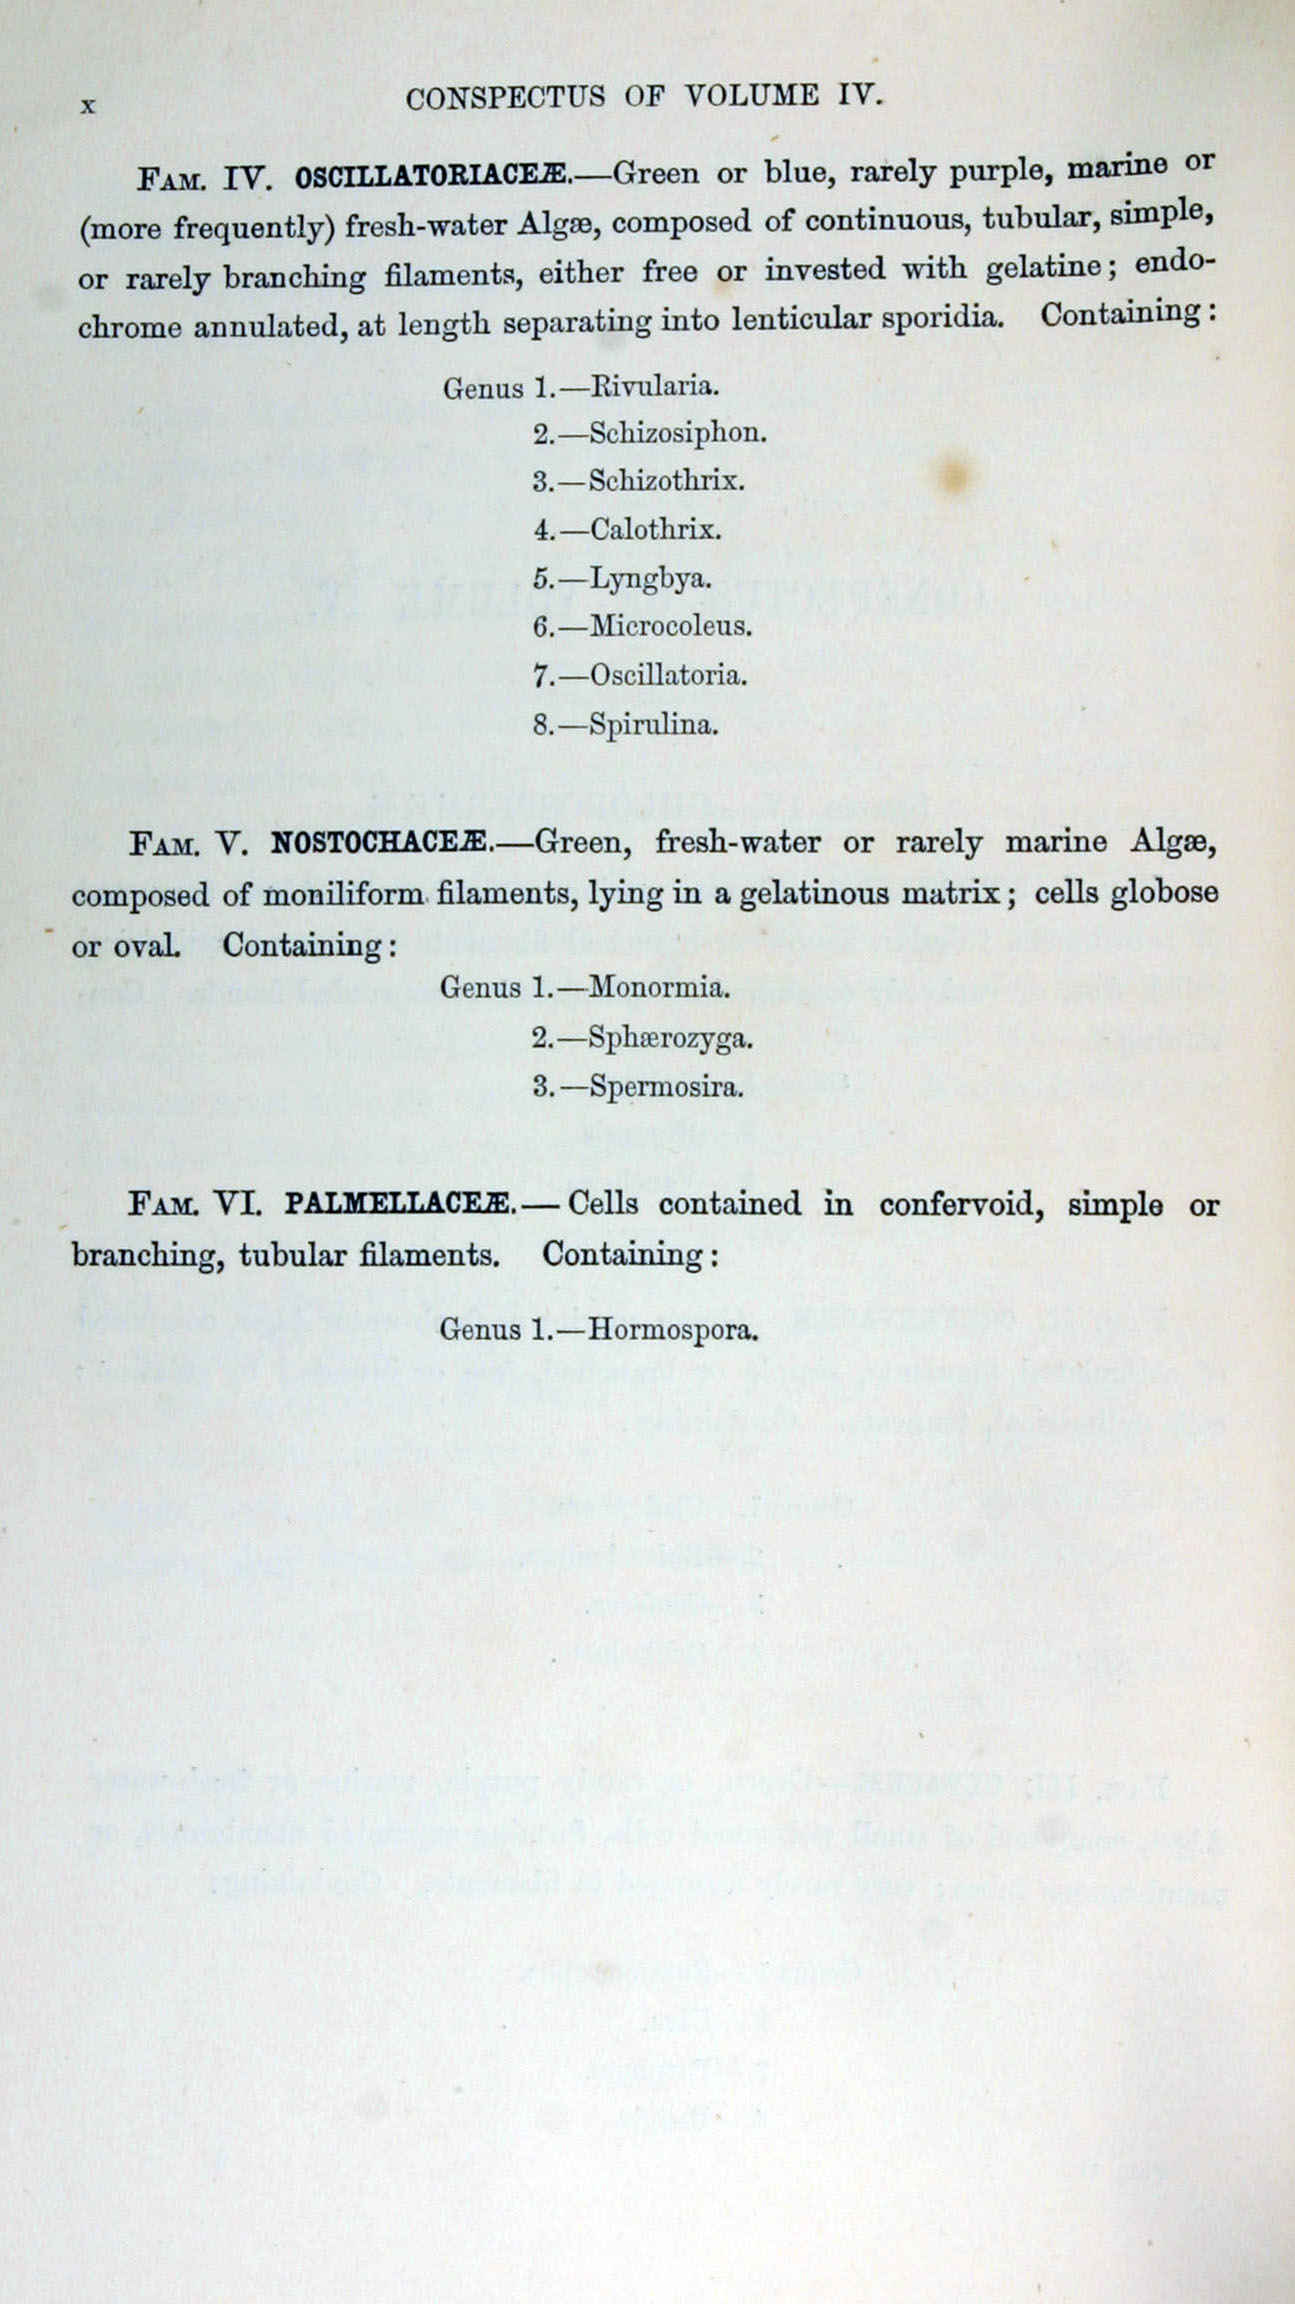 x
CONSPECTUS OF VOLUME IV.
FAM. IV. OSCILLATORIACEÆ.—Green or blue, rarely purple, marine or
(more frequently) fresh-water Algæ, composed of continuous, tubular, simple,
or rarely branching filaments, either free or invested with gelatine; endo-
chrome annulated, at length separating into lenticular sporidia. Containing:
Genus 1.—Rivularia.
2.—Schizosiphon.
3.—Schizothrix.
4.—Calothrix.
5.—Lyngbya.
6.—Microcoleus.
7.—Oscillatoria.
8.—Spirulina.
FAM. V. NOSTOCHACEÆ.—Green, fresh-water or rarely marine Algæ,
composed of moniliform filaments, lying in a gelatinous matrix; cells globose
or oval. Containing:
Genus 1.—Monormia.
2.—Sphærozyga.
3.—Spermosira.
FAM. VI. PALMELLACEÆ.—Cells contained in confervoid, simple or
branching, tubular filaments. Containing:
Genus 1.—Hormospora.